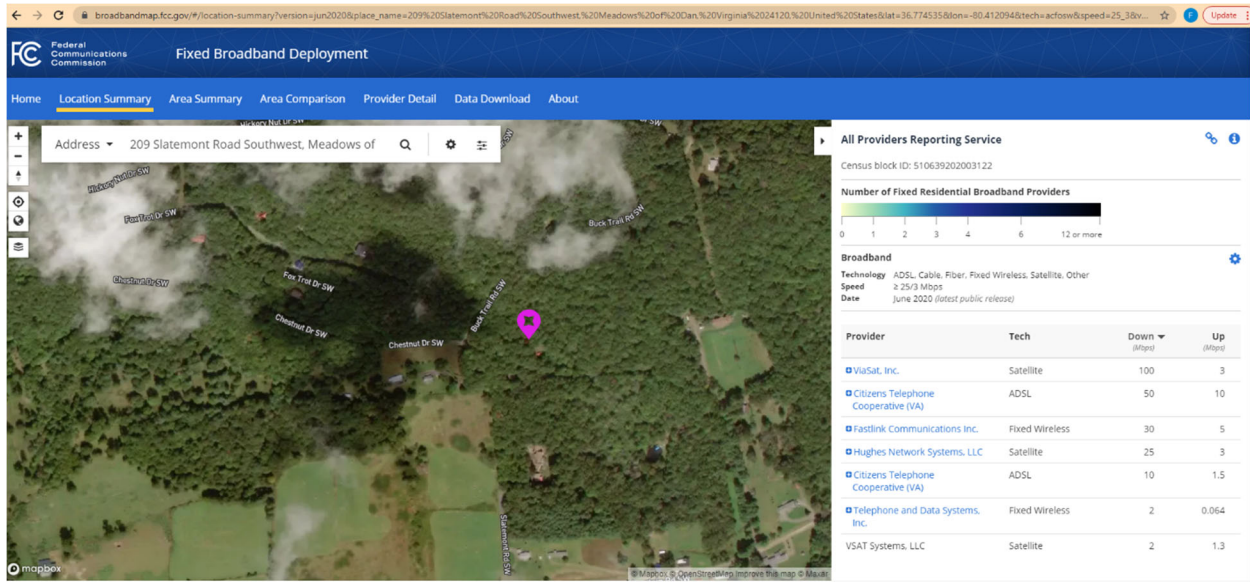 broadbandmap.fcc.gov/#/location-summary?version=jun2020&place_name=209%20Slatemont%20Road%20Southwest,%20Meadows%20of%20Dan,%20Virginia%2024120,%20United%20States&lat=36.774535&lon=-80.412094&tech=acfosw&speed=25_3&v...
F
Update
FC
Federal
Communications
Commission
Fixed Broadband Deployment
Home
Location Summary
Area Summary
Area Comparison
Provider Detail
Data Download
About
Address
209 Slatemont Road Southwest, Meadows of
Hickory Nut Dr SW
Hickory Nut Dr SW
Fox Trot Dr SW
Buck Trail Rd SW
Chestnut Dr SW
Fox Trot Dr SW
Chestnut Dr SW
Buck Trail Rd SW
Chestnut Dr SW
Slatemont Rd SW
mapbox
© Mapbox, © OpenStreetMap Improve this map © Maxar
All Providers Reporting Service
Census block ID: 510639202003122
Number of Fixed Residential Broadband Providers
0 1 2 3 4 6 12 or more
Broadband
Technology ADSL, Cable, Fiber, Fixed Wireless, Satellite, Other
Speed ≥ 25/3 Mbps
Date June 2020 (latest public release)
Provider Tech Down Up
(Mbps) (Mbps)
ViaSat, Inc. Satellite 100 3
Citizens Telephone ADSL 50 10
Cooperative (VA)
Fastlink Communications Inc. Fixed Wireless 30 5
Hughes Network Systems, LLC Satellite 25 3
Citizens Telephone ADSL 10 1.5
Cooperative (VA)
Telephone and Data Systems, Fixed Wireless 2 0.064
Inc.
VSAT Systems, LLC Satellite 2 1.3